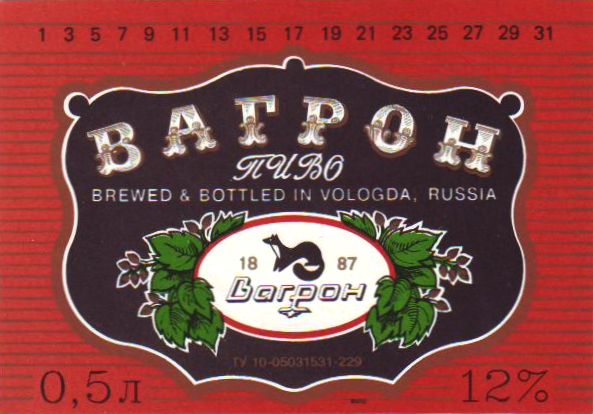 1 3 5 7 9 11 13 15 17 19 21 23 25 27 29 31
ВАГРОН
ПИВО
BREWED & BOTTLED IN VOLOGDA, RUSSIA
18 87
Вагрон
ТУ 10-05031531-229
0,5л 12%